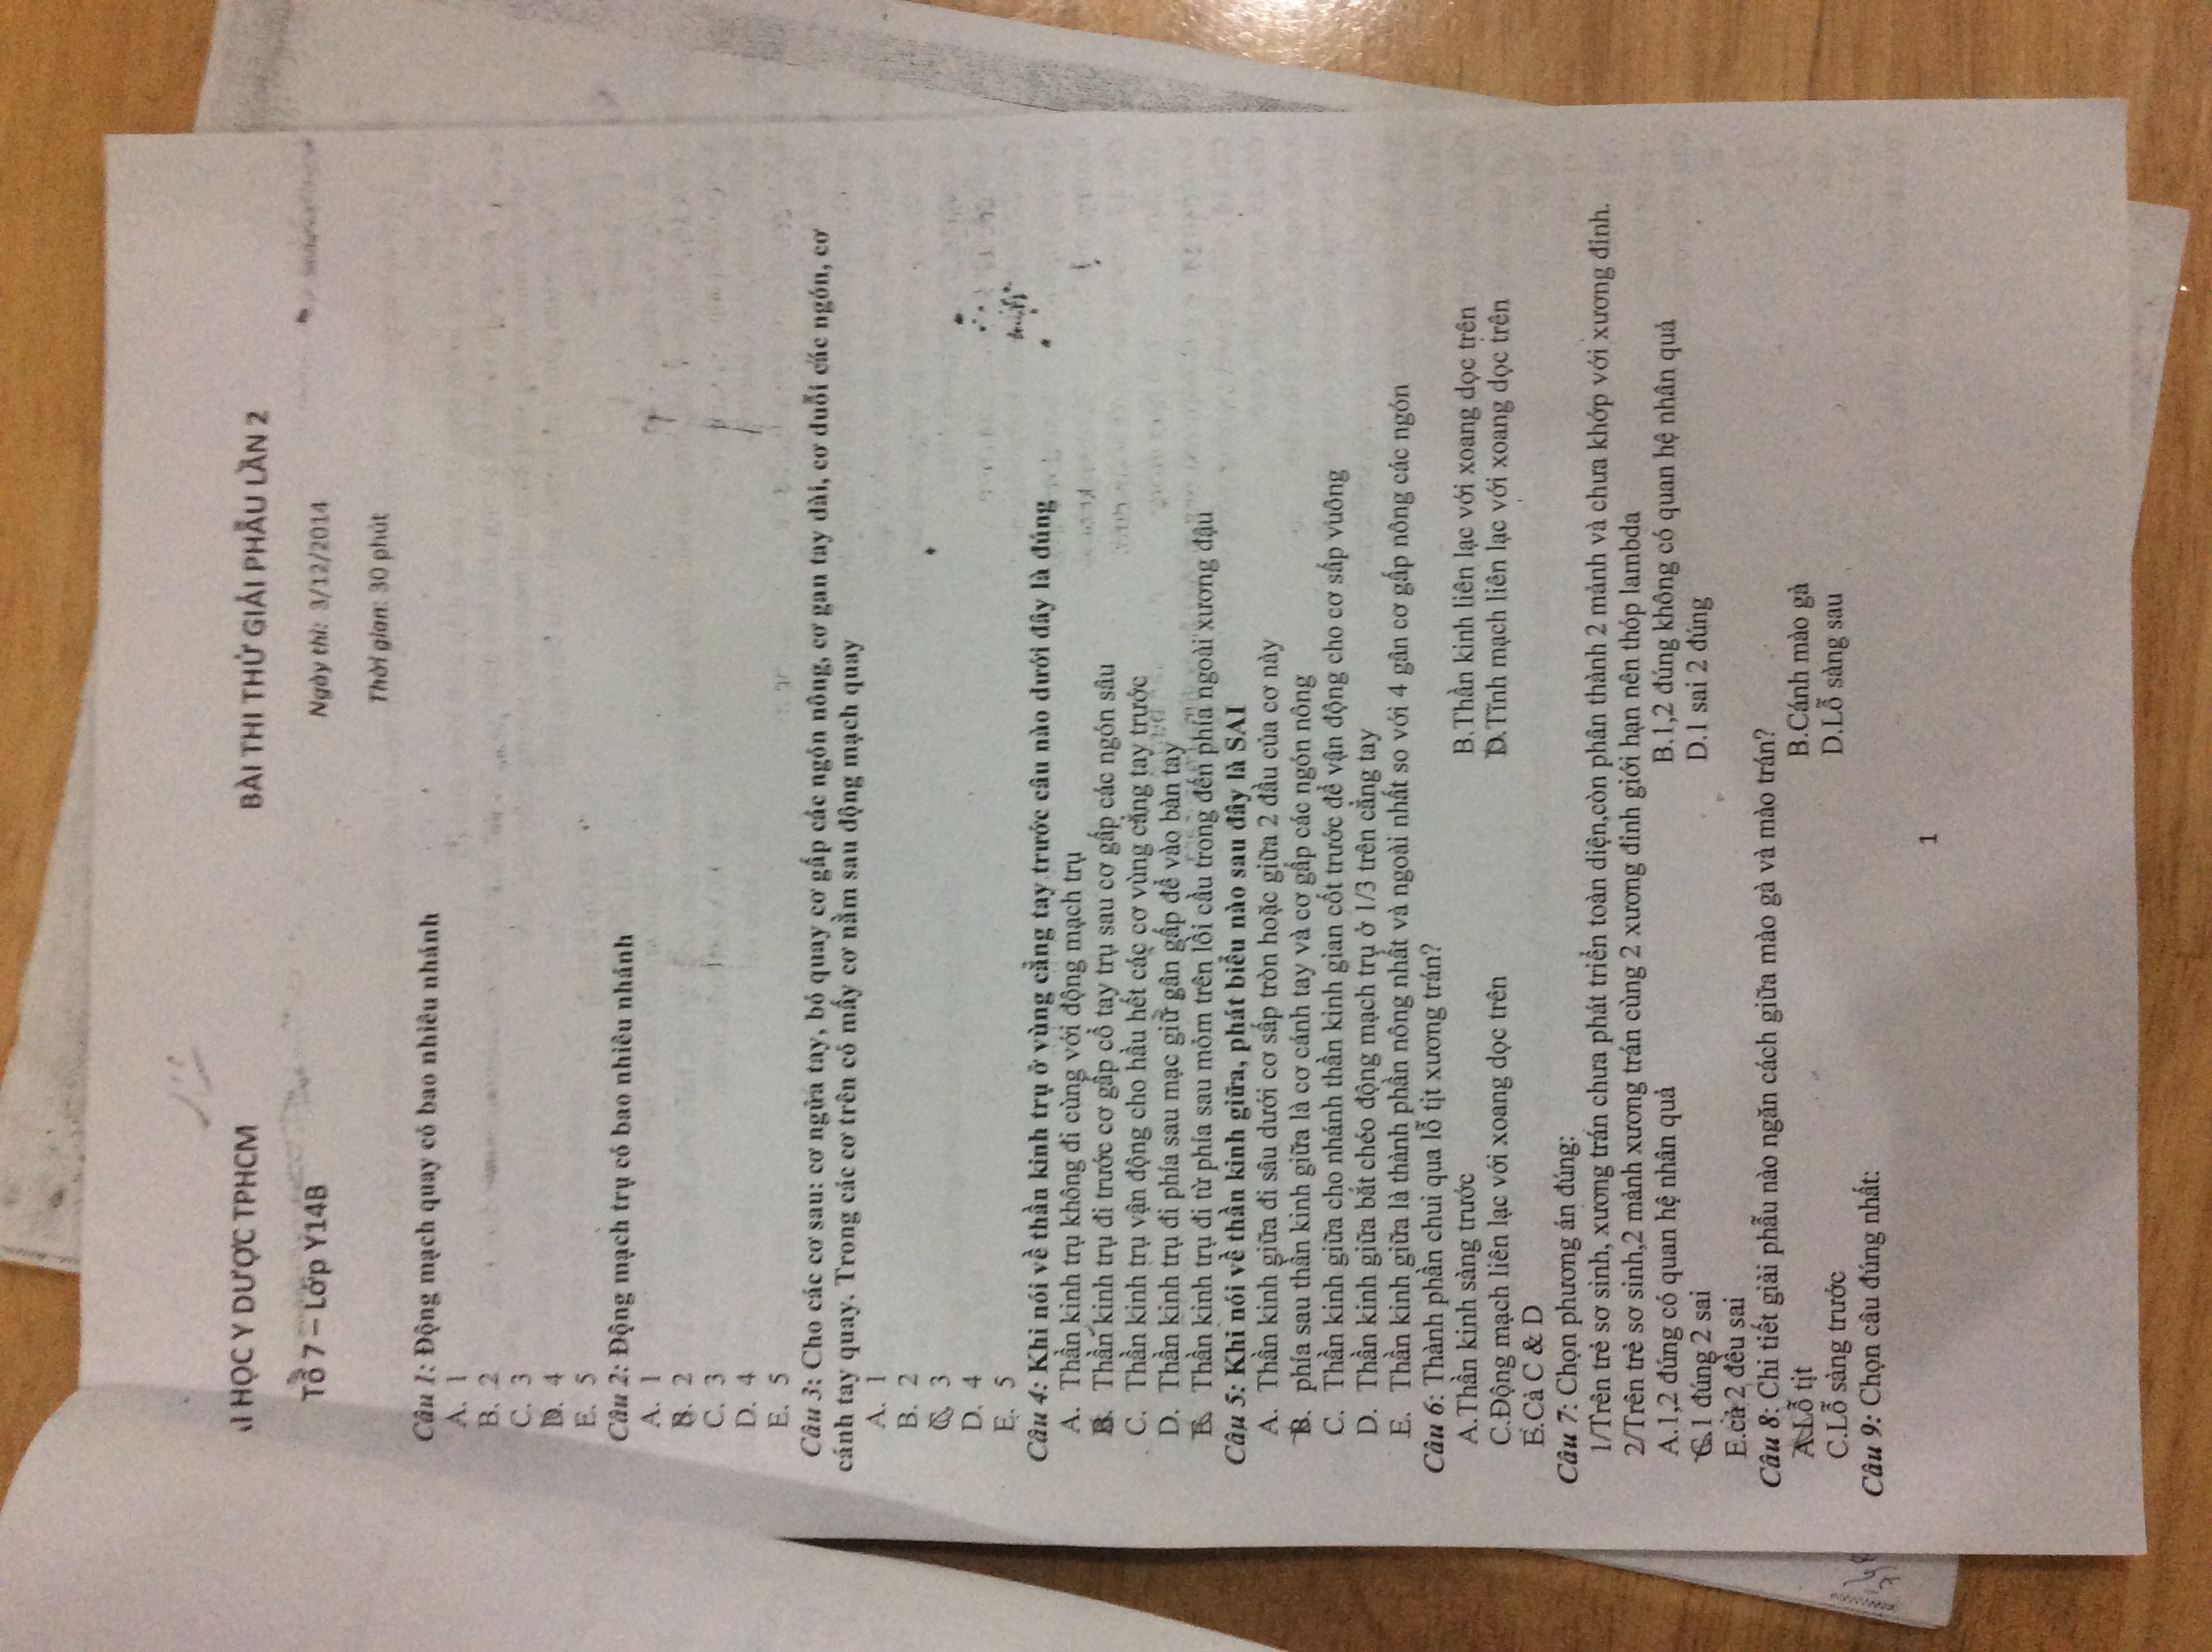 I HỌC Y DƯỢC TPHCM
BÀI THI THỬ GIẢI PHẪU LẦN 2
Tổ 7 – Lớp Y14B
Ngày thi: 3/12/2014
Thời gian: 30 phút
Câu 1: Động mạch quay có bao nhiêu nhánh
A. 1
B. 2
C. 3
D. 4
E. 5
Câu 2: Động mạch trụ có bao nhiêu nhánh
A. 1
B. 2
C. 3
D. 4
E. 5
Câu 3: Cho các cơ sau: cơ ngửa tay, bó quay cơ gấp các ngón nông, cơ gan tay dài, cơ duỗi các ngón, cơ
cánh tay quay. Trong các cơ trên có mấy cơ nằm sau động mạch quay
A. 1
B. 2
C. 3
D. 4
E. 5
Câu 4: Khi nói về thần kinh trụ ở vùng cẳng tay trước câu nào dưới đây là đúng
A. Thần kinh trụ không đi cùng với động mạch trụ
B. Thần kinh trụ đi trước cơ gấp cổ tay trụ sau cơ gấp các ngón sâu
C. Thần kinh trụ vận động cho hầu hết các cơ vùng cẳng tay trước
D. Thần kinh trụ đi phía sau mạc giữ gân gấp để vào bàn tay
E. Thần kinh trụ đi từ phía sau mỏm trên lồi cầu trong đến phía ngoài xương đậu
Câu 5: Khi nói về thần kinh giữa, phát biểu nào sau đây là SAI
A. Thần kinh giữa đi sâu dưới cơ sấp tròn hoặc giữa 2 đầu của cơ này
B. phía sau thần kinh giữa là cơ cánh tay và cơ gấp các ngón nông
C. Thần kinh giữa cho nhánh thần kinh gian cốt trước để vận động cho cơ sấp vuông
D. Thần kinh giữa bắt chéo động mạch trụ ở 1/3 trên cẳng tay
E. Thần kinh giữa là thành phần nông nhất và ngoài nhất so với 4 gân cơ gấp nông các ngón
Câu 6: Thành phần chui qua lỗ tịt xương trán?
A.Thần kinh sàng trước
B.Thần kinh liên lạc với xoang dọc trên
C.Động mạch liên lạc với xoang dọc trên
D.Tĩnh mạch liên lạc với xoang dọc trên
E.Cả C & D
Câu 7: Chọn phương án đúng:
1/Trên trẻ sơ sinh, xương trán chưa phát triển toàn diện,còn phân thành 2 mảnh và chưa khớp với xương đỉnh.
2/Trên trẻ sơ sinh,2 mảnh xương trán cùng 2 xương đỉnh giới hạn nên thóp lambda
A.1,2 đúng có quan hệ nhân quả
B.1,2 đúng không có quan hệ nhân quả
C.1 đúng 2 sai
D.1 sai 2 đúng
E.cả 2 đều sai
Câu 8: Chi tiết giải phẫu nào ngăn cách giữa mào gà và mào trán?
A.Lỗ tịt
B.Cánh mào gà
C.Lỗ sàng trước
D.Lỗ sàng sau
Câu 9: Chọn câu đúng nhất:
1